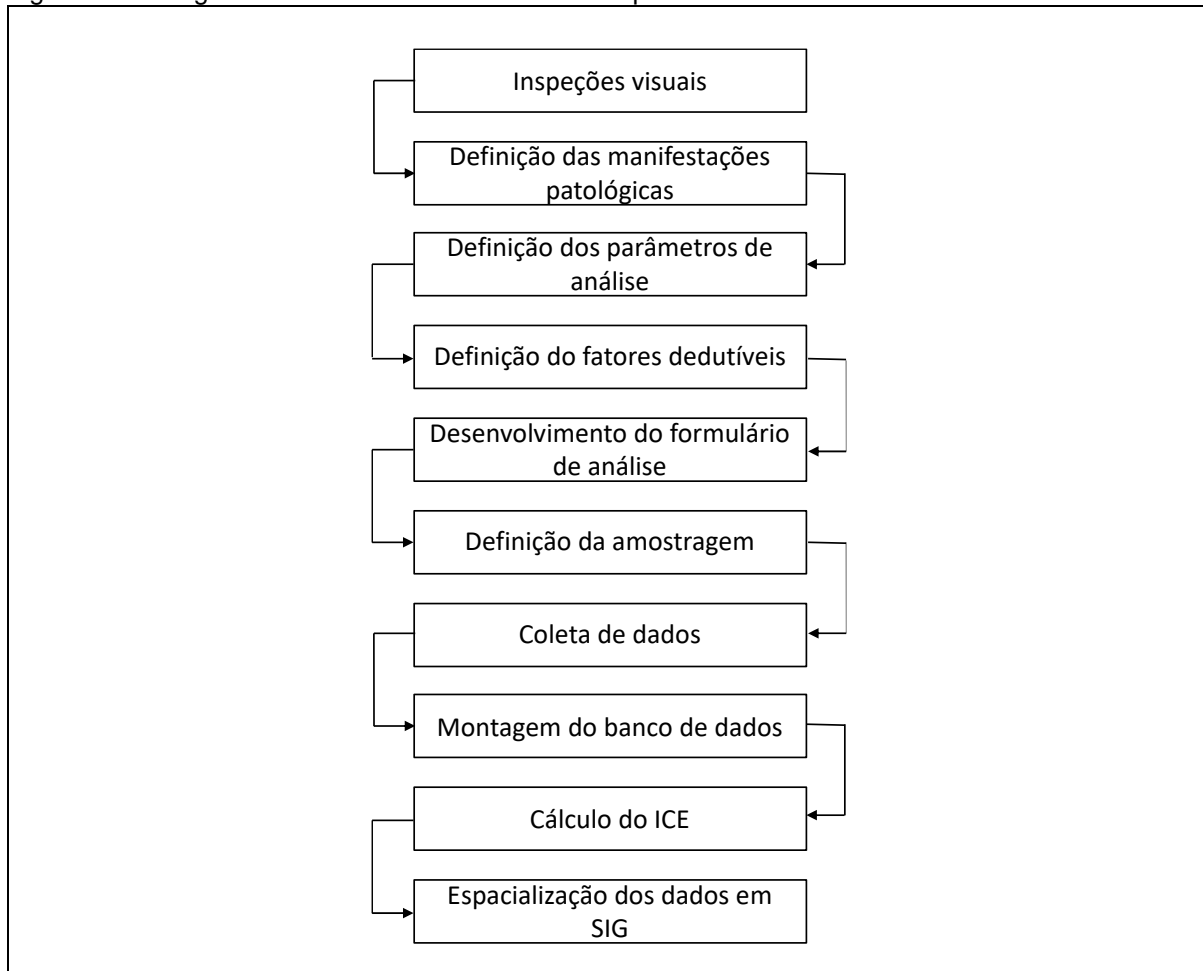 Inspeções visuais
Definição das manifestações
patológicas
Definição dos parâmetros de
análise
Definição do fatores dedutíveis
Desenvolvimento do formulário
de análise
Definição da amostragem
Coleta de dados
Montagem do banco de dados
Cálculo do ICE
Espacialização dos dados em
SIG